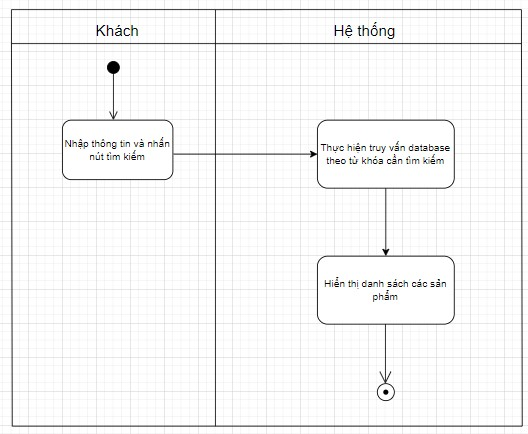 Khách
Hệ thống
Nhập thông tin và nhấn
nút tìm kiếm
Thực hiện truy vấn database
theo từ khóa cần tìm kiếm
Hiển thị danh sách các sản
phẩm